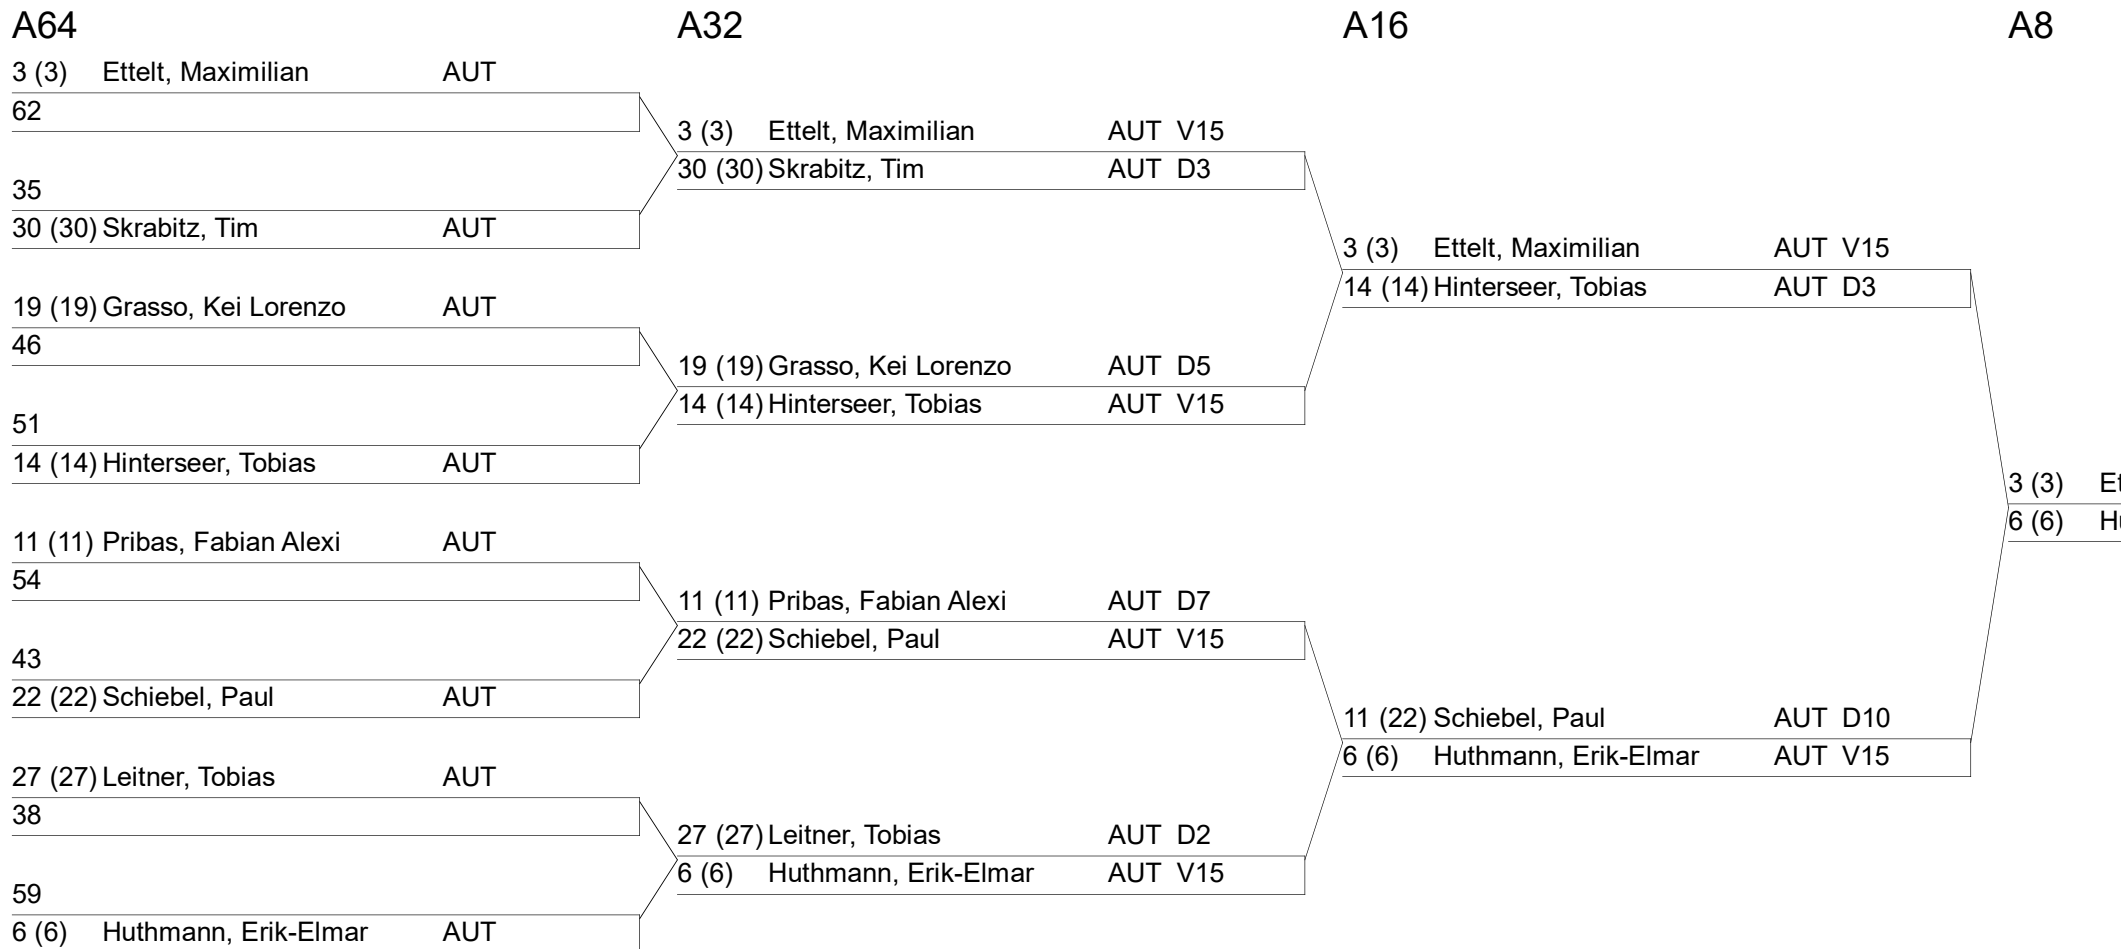 A64
A32
A16
A8
3 (3) Ettelt, Maximilian AUT
62
35
30 (30) Skrabitz, Tim AUT
19 (19) Grasso, Kei Lorenzo AUT
46
51
14 (14) Hinterseer, Tobias AUT
11 (11) Pribas, Fabian Alexi AUT
54
43
22 (22) Schiebel, Paul AUT
27 (27) Leitner, Tobias AUT
38
59
6 (6) Huthmann, Erik-Elmar AUT
3 (3) Ettelt, Maximilian AUT V15
30 (30) Skrabitz, Tim AUT D3
19 (19) Grasso, Kei Lorenzo AUT D5
14 (14) Hinterseer, Tobias AUT V15
11 (11) Pribas, Fabian Alexi AUT D7
22 (22) Schiebel, Paul AUT V15
27 (27) Leitner, Tobias AUT D2
6 (6) Huthmann, Erik-Elmar AUT V15
3 (3) Ettelt, Maximilian AUT V15
14 (14) Hinterseer, Tobias AUT D3
11 (22) Schiebel, Paul AUT D10
6 (6) Huthmann, Erik-Elmar AUT V15
3 (3)
6 (6)